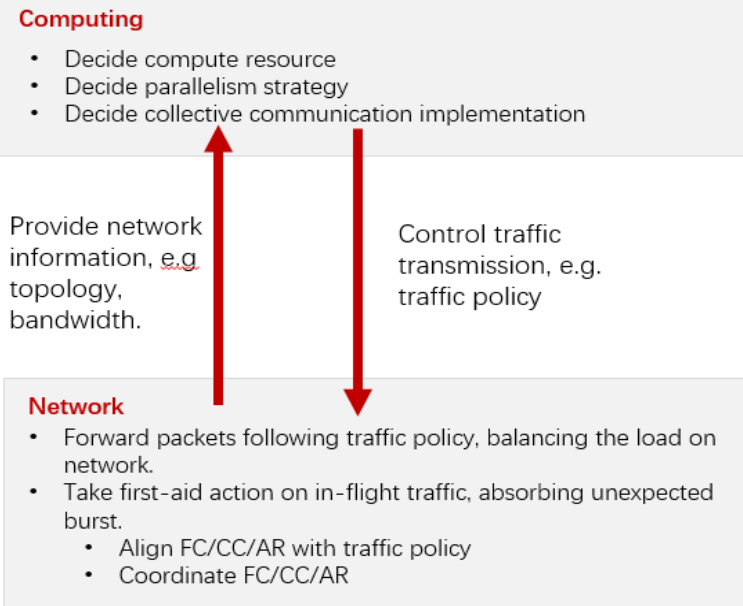 Computing
• Decide compute resource
• Decide parallelism strategy
• Decide collective communication implementation
Provide network
information, e.g
topology,
bandwidth.
Control traffic
transmission, e.g.
traffic policy
Network
• Forward packets following traffic policy, balancing the load on
network.
• Take first-aid action on in-flight traffic, absorbing unexpected
burst.
• Align FC/CC/AR with traffic policy
• Coordinate FC/CC/AR